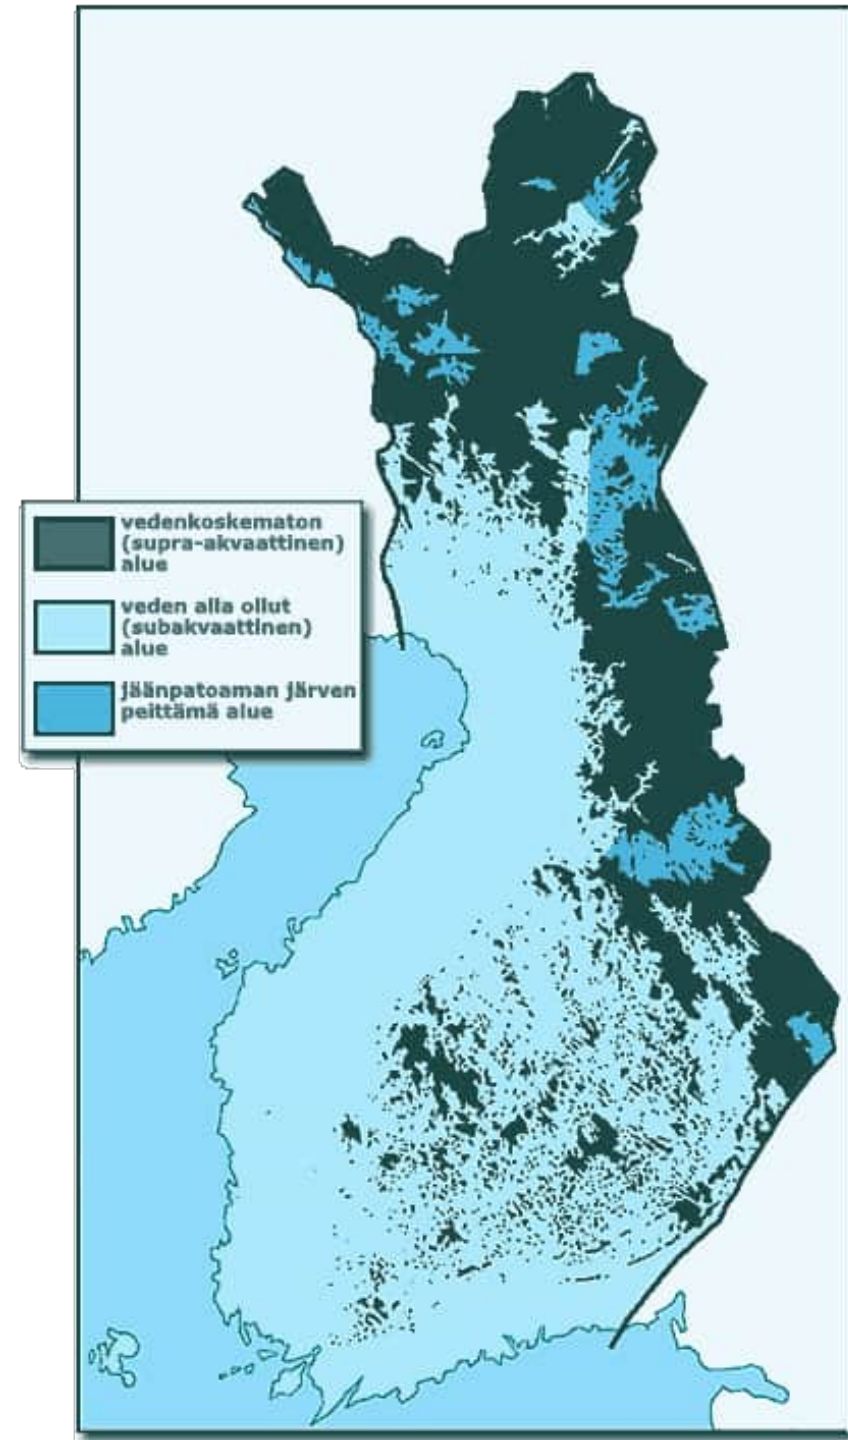 vedenkoskematon
(supra-akvaattinen)
alue
veden alla ollut
(subakvaattinen)
alue
jäänpatoaman järven
peittämä alue